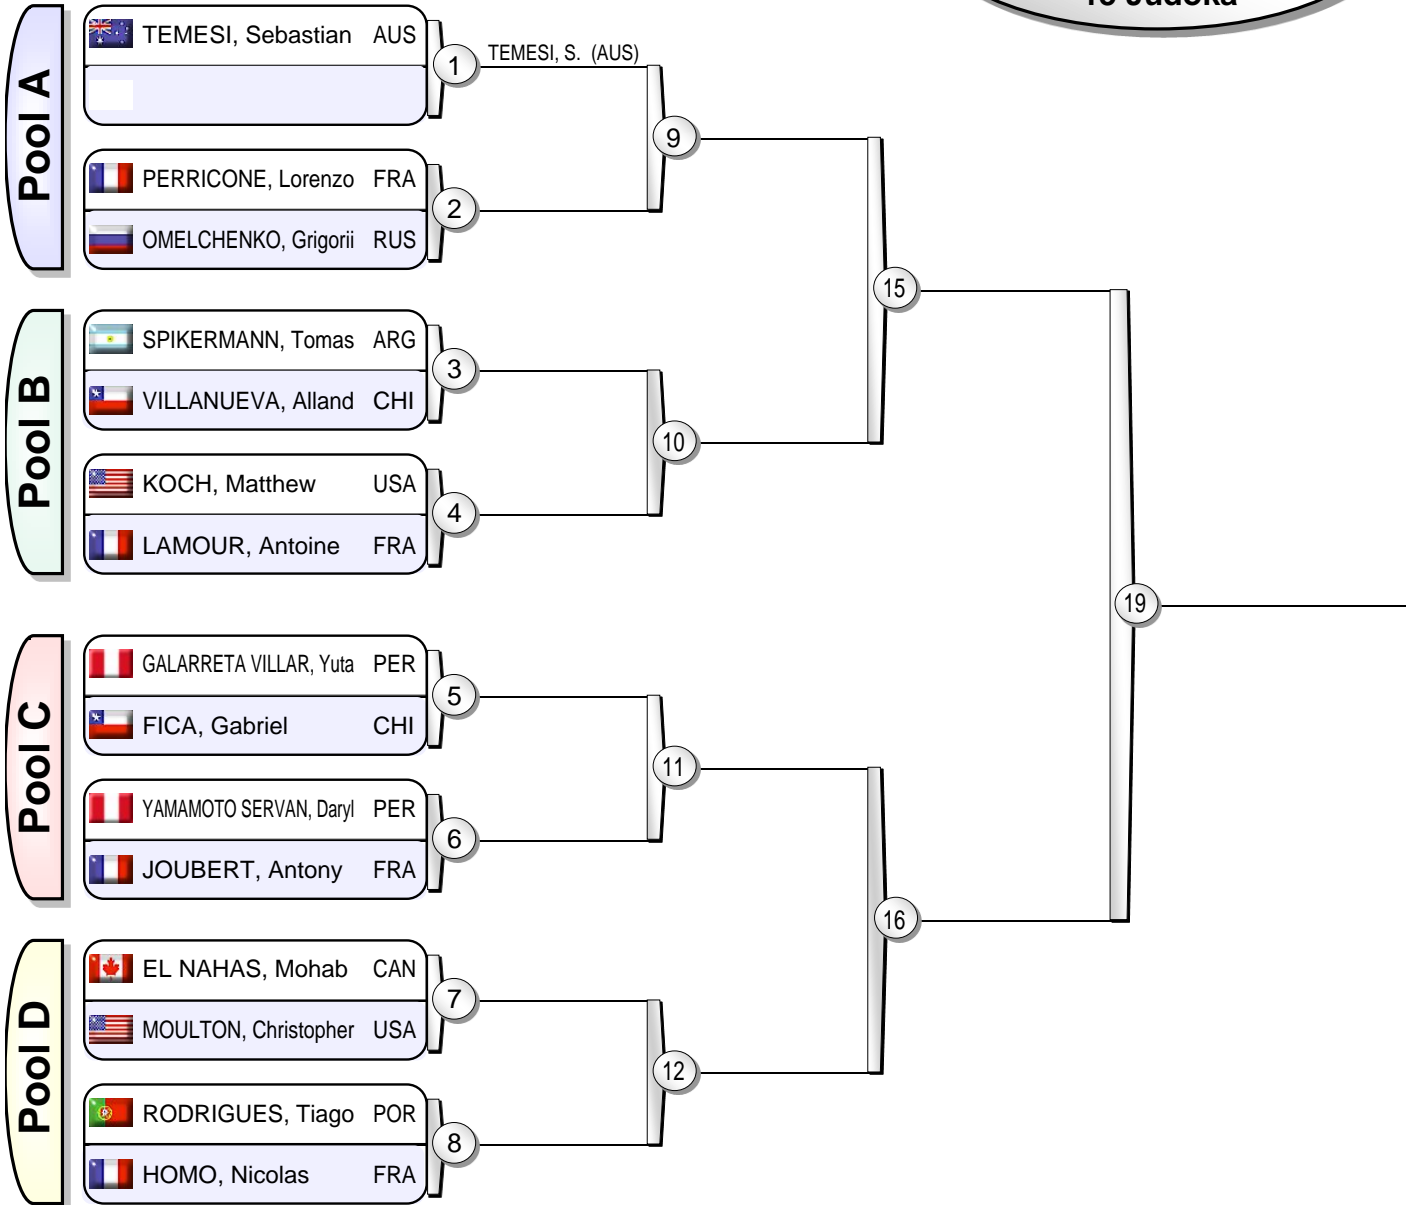 Judoka
Pool A
TEMESI, Sebastian AUS
1
TEMESI, S. (AUS)
9
PERRICONE, Lorenzo FRA
2
OMELCHENKO, Grigorii RUS
15
Pool B
SPIKERMANN, Tomas ARG
3
VILLANUEVA, Alland CHI
10
KOCH, Matthew USA
4
LAMOUR, Antoine FRA
19
Pool C
GALARRETA VILLAR, Yuta PER
5
FICA, Gabriel CHI
11
YAMAMOTO SERVAN, Daryl PER
6
JOUBERT, Antony FRA
16
Pool D
EL NAHAS, Mohab CAN
7
MOULTON, Christopher USA
12
RODRIGUES, Tiago POR
8
HOMO, Nicolas FRA